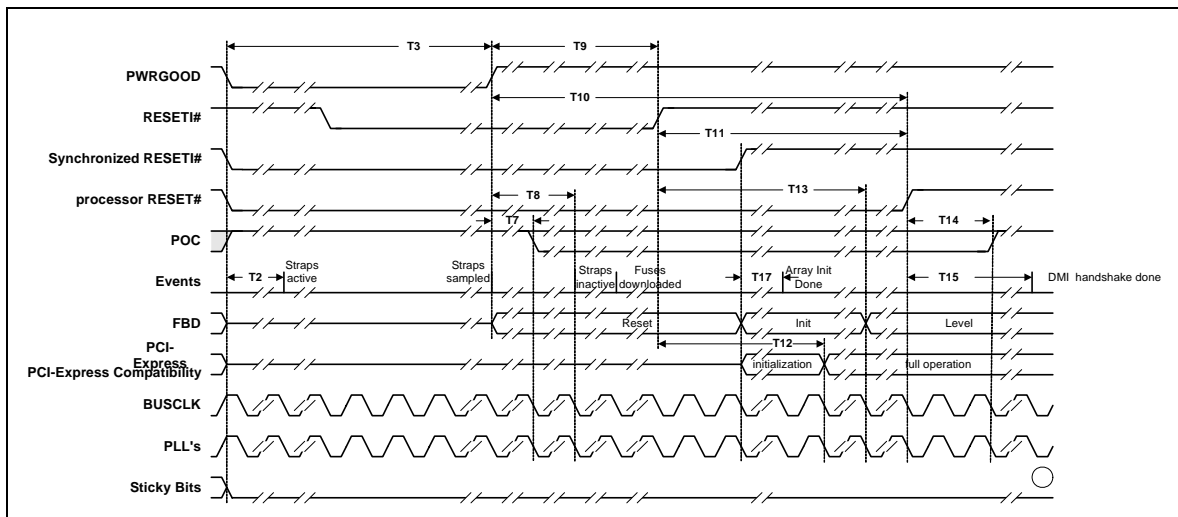 T3
T9
PWRGOOD
T10
RESETI#
T11
Synchronized RESETI#
T13
processor RESET#
T8
T7
T14
POC
Straps
active
Straps
sampled
Straps
inactive
Fuses
downloaded
Array Init
Done
T2
T17
T15
Events
DMI handshake done
FBD
Reset
Init
Level
T12
PCI-
Express
PCI-Express Compatibility
initialization
full operation
BUSCLK
PLL's
Sticky Bits